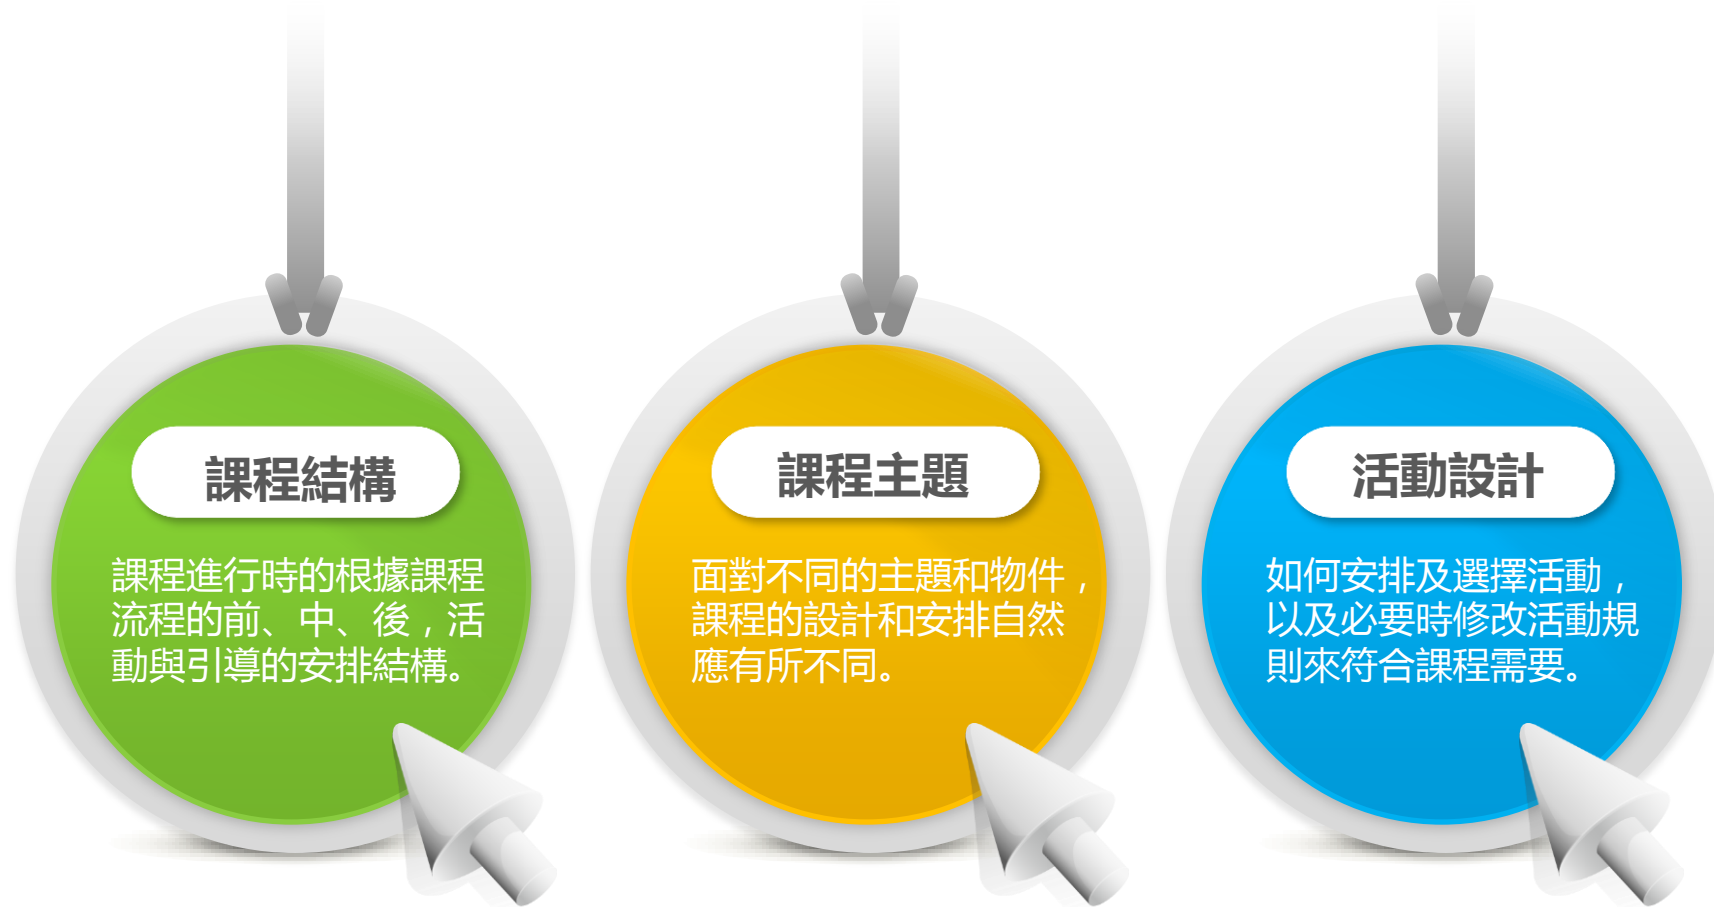 課程結構
課程進行時的根據課程
流程的前、中、後，活
動與引導的安排結構。
課程主題
面對不同的主題和物件，
課程的設計和安排自然
應有所不同。
活動設計
如何安排及選擇活動，
以及必要時修改活動規
則來符合課程需要。